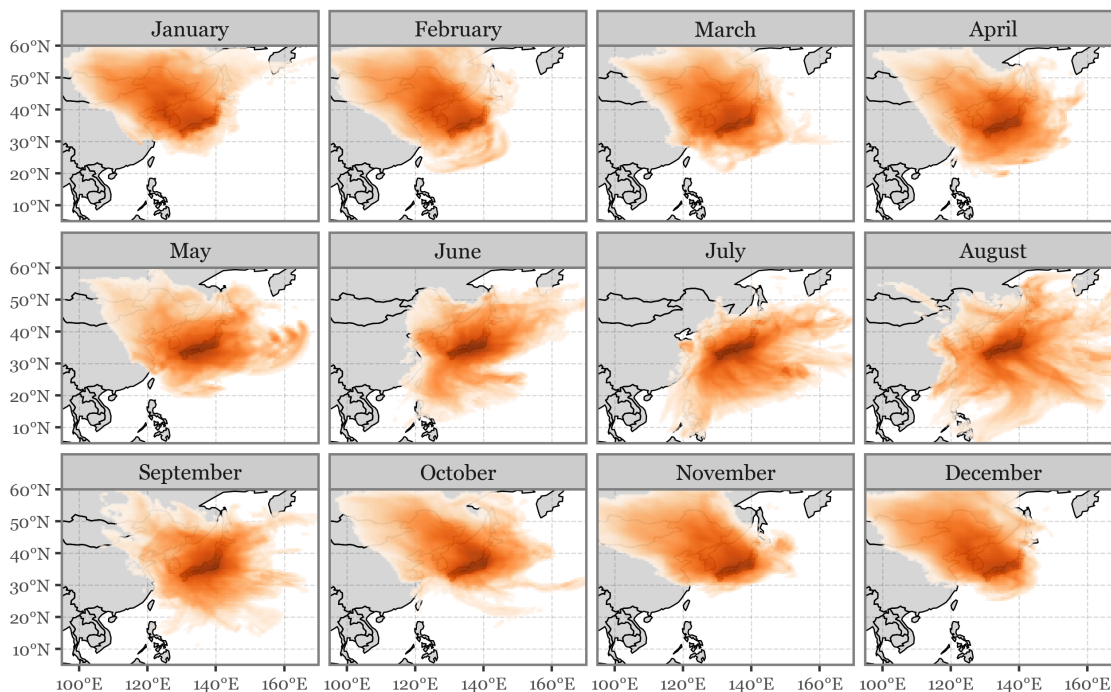 January February March April
60°N
50°N
40°N
30°N
20°N
10°N
May June July August
60°N
50°N
40°N
30°N
20°N
10°N
September October November December
60°N
50°N
40°N
30°N
20°N
10°N
100°E 120°E 140°E 160°E 100°E 120°E 140°E 160°E 100°E 120°E 140°E 160°E 100°E 120°E 140°E 160°E